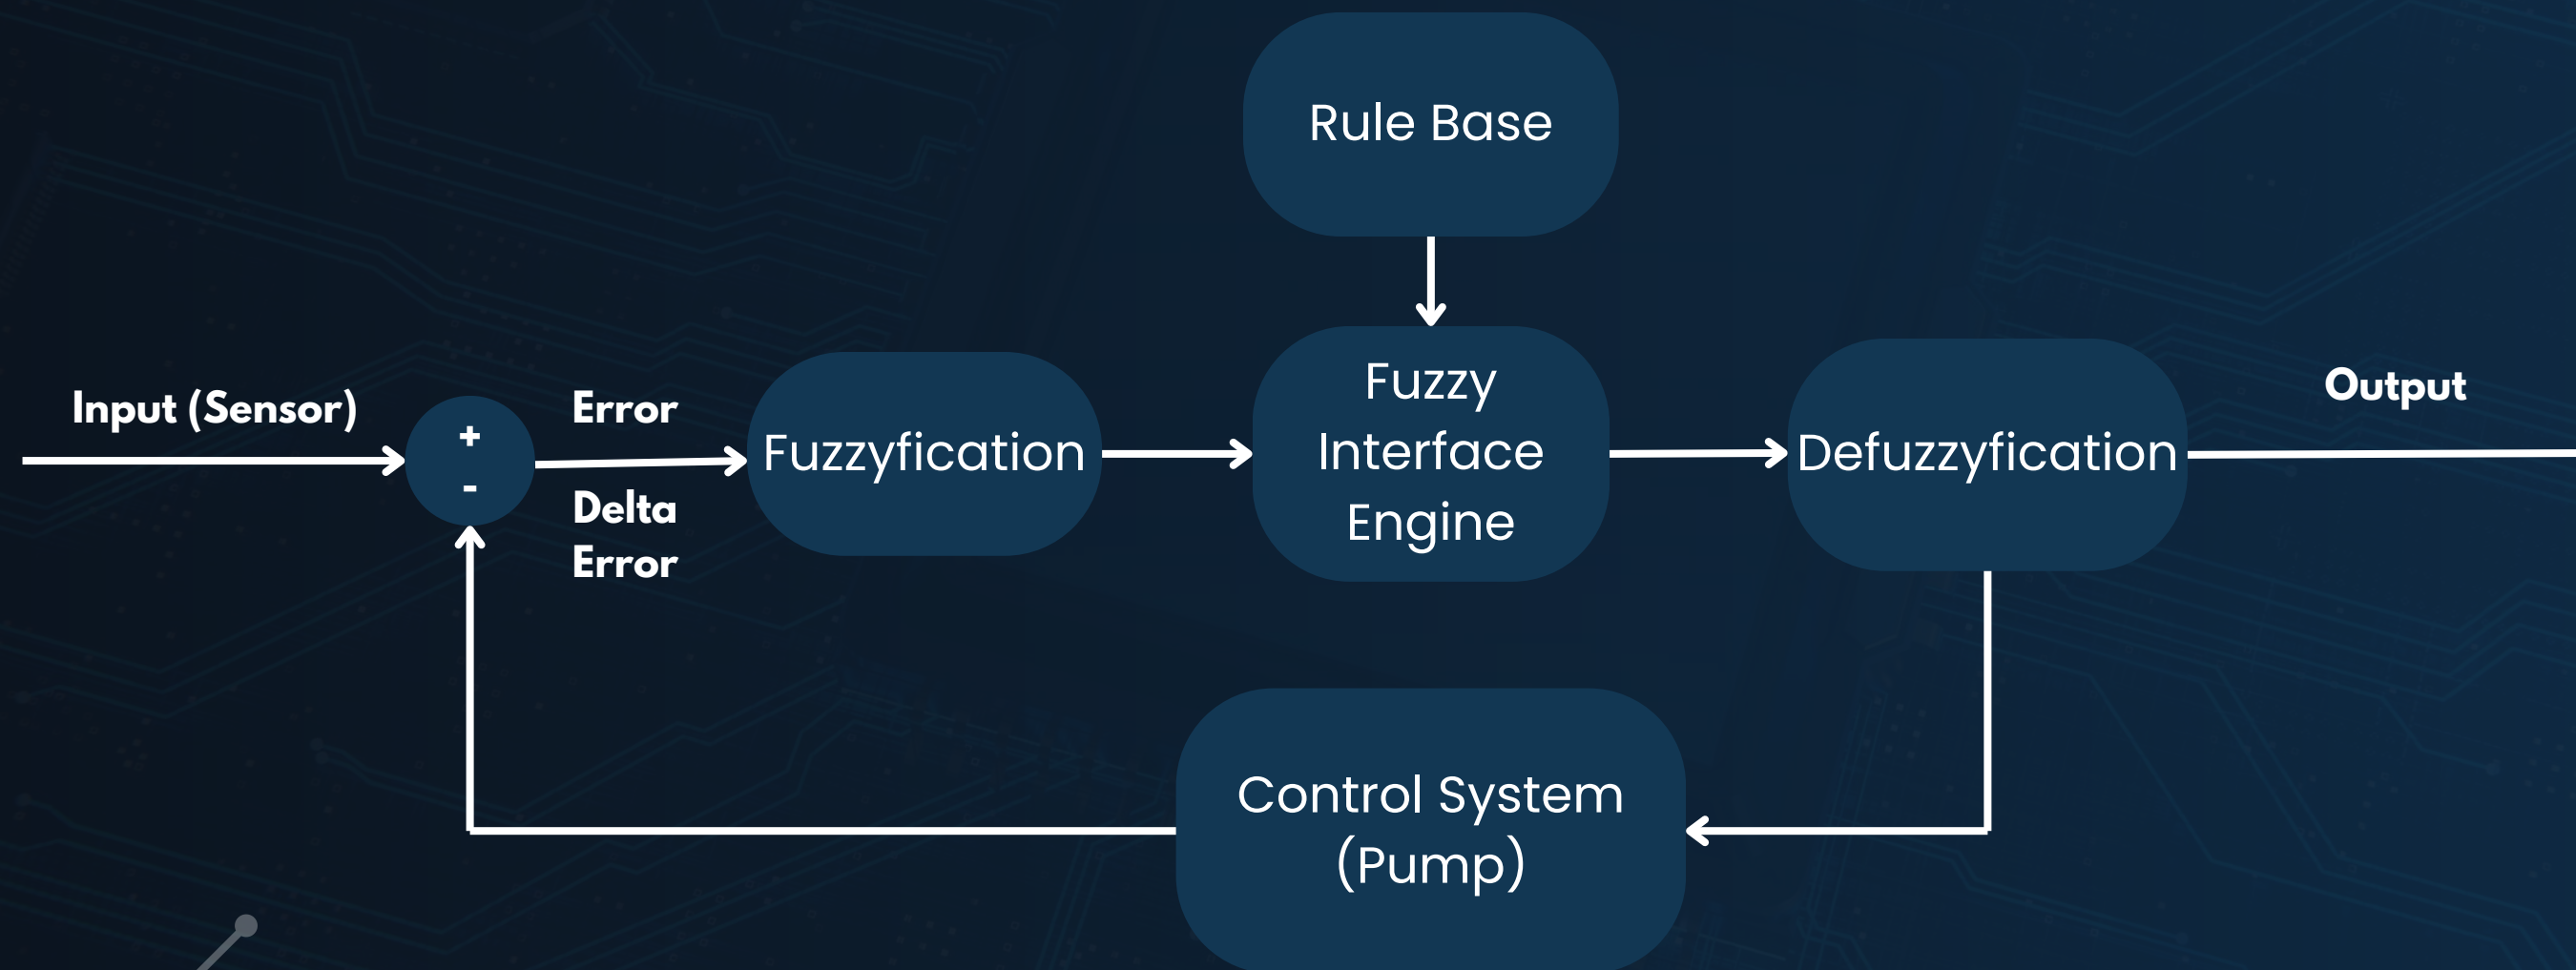 Rule Base
Input (Sensor)
+
-
Error
Delta
Error
Fuzzyfication
Fuzzy
Interface
Engine
Defuzzyfication
Output
Control System
(Pump)